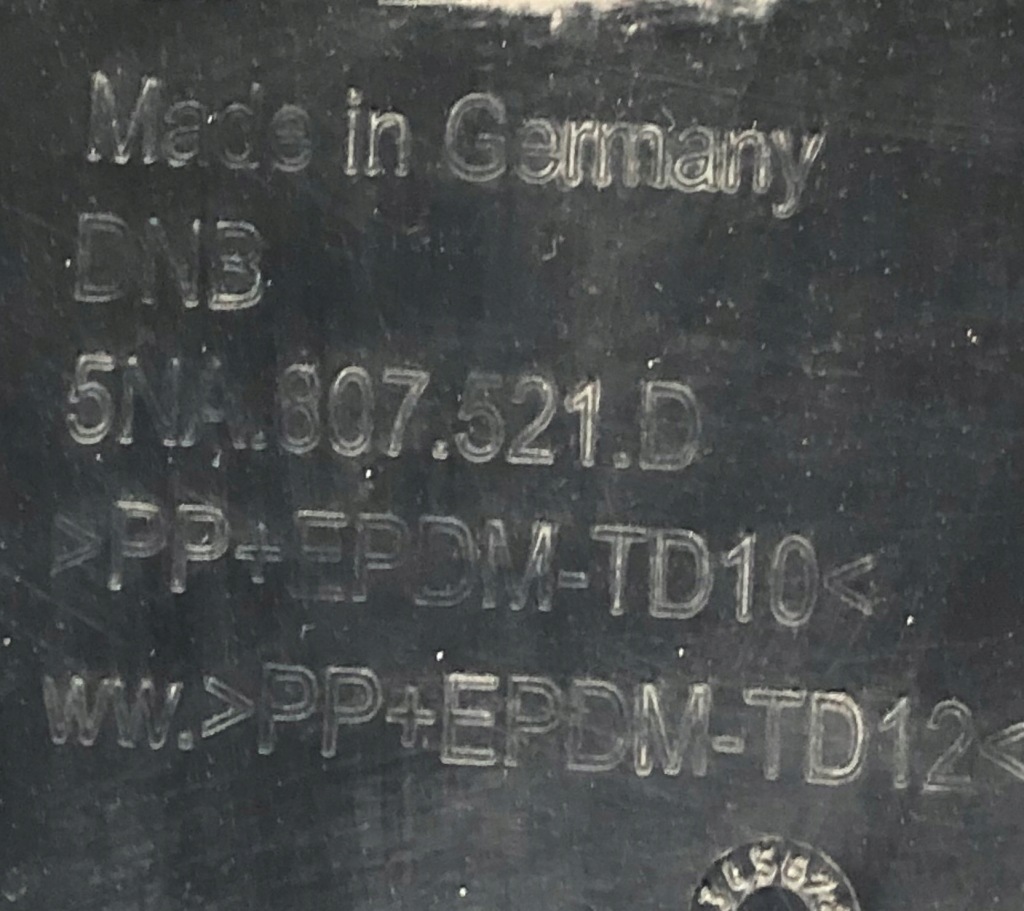 Made in Germany
DNB
5NA.807.521.D
>PP+EPDM-TD10<
ww.>PP+EPDM-TD12<